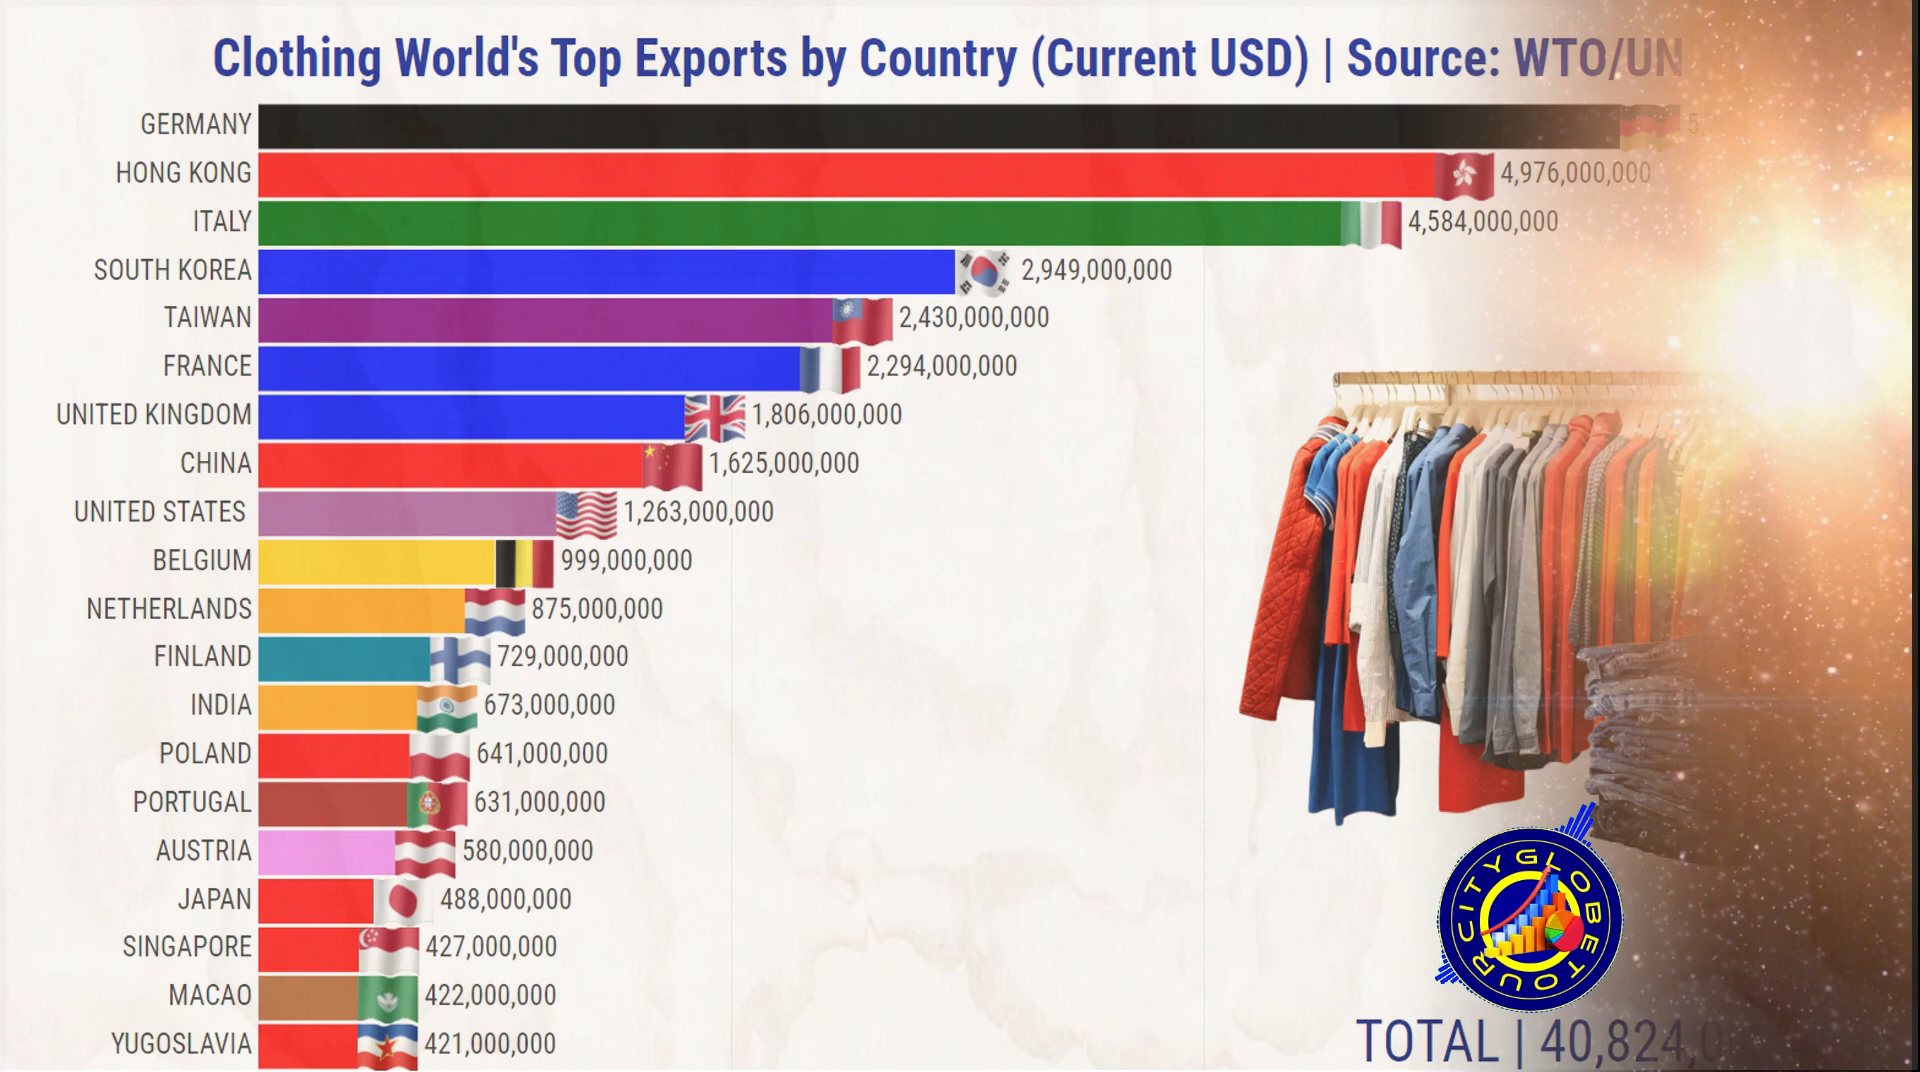 Clothing World's Top Exports by Country (Current USD) | Source: WTO/UN
GERMANY 5,
HONG KONG 4,976,000,000
ITALY 4,584,000,000
SOUTH KOREA 2,949,000,000
TAIWAN 2,430,000,000
FRANCE 2,294,000,000
UNITED KINGDOM 1,806,000,000
CHINA 1,625,000,000
UNITED STATES 1,263,000,000
BELGIUM 999,000,000
NETHERLANDS 875,000,000
FINLAND 729,000,000
INDIA 673,000,000
POLAND 641,000,000
PORTUGAL 631,000,000
AUSTRIA 580,000,000
JAPAN 488,000,000
SINGAPORE 427,000,000
MACAO 422,000,000
YUGOSLAVIA 421,000,000
CITYGLOBETOUR
TOTAL | 40,824,0